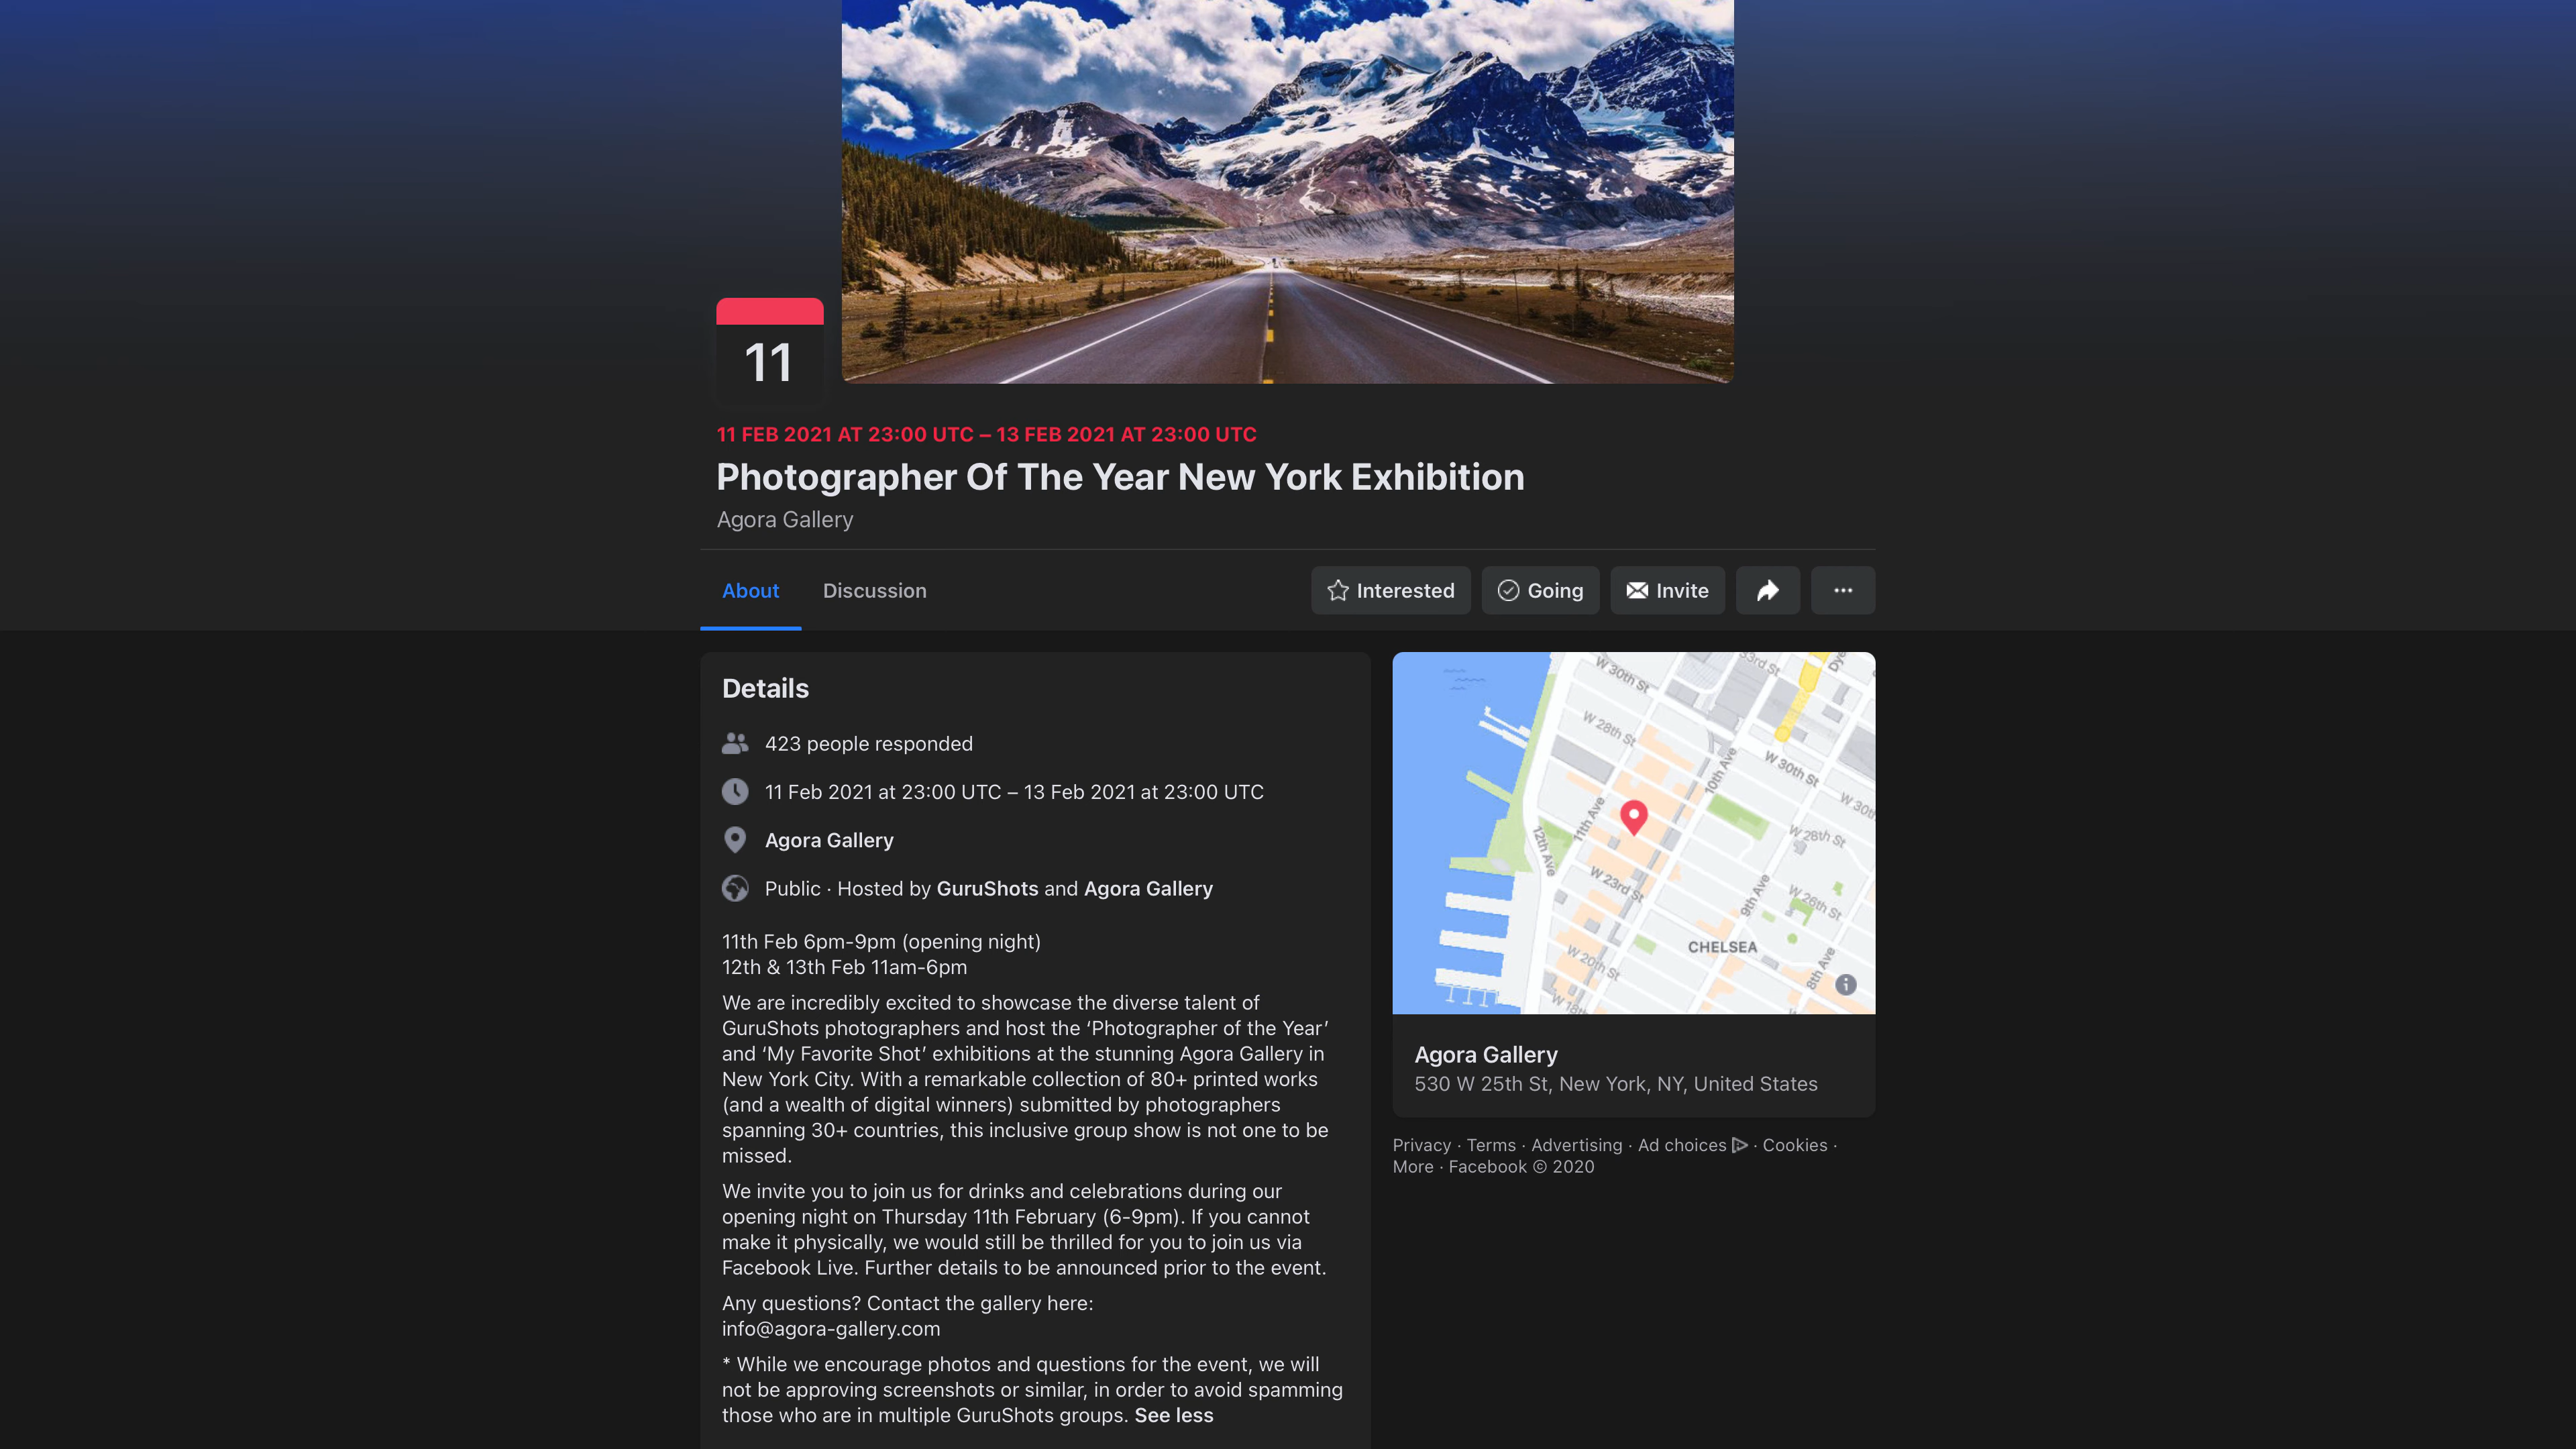 11
11 FEB 2021 AT 23:00 UTC – 13 FEB 2021 AT 23:00 UTC
Photographer Of The Year New York Exhibition
Agora Gallery
About
Discussion
Interested
Going
Invite
Details
423 people responded
11 Feb 2021 at 23:00 UTC – 13 Feb 2021 at 23:00 UTC
Agora Gallery
Public · Hosted by GuruShots and Agora Gallery
11th Feb 6pm-9pm (opening night)
12th & 13th Feb 11am-6pm
We are incredibly excited to showcase the diverse talent of
GuruShots photographers and host the ‘Photographer of the Year’
and ‘My Favorite Shot’ exhibitions at the stunning Agora Gallery in
New York City. With a remarkable collection of 80+ printed works
(and a wealth of digital winners) submitted by photographers
spanning 30+ countries, this inclusive group show is not one to be
missed.
We invite you to join us for drinks and celebrations during our
opening night on Thursday 11th February (6-9pm). If you cannot
make it physically, we would still be thrilled for you to join us via
Facebook Live. Further details to be announced prior to the event.
Any questions? Contact the gallery here:
info@agora-gallery.com
* While we encourage photos and questions for the event, we will
not be approving screenshots or similar, in order to avoid spamming
those who are in multiple GuruShots groups. See less
W 30th St
33rd St
Dye
W 28th St
10th Ave
W 30th St
W 30th
11th Ave
12th Ave
W 28th St
W 23rd St
9th Ave
W 26th St
CHELSEA
W 20th St
8th Ave
W 18th
Agora Gallery
530 W 25th St, New York, NY, United States
Privacy · Terms · Advertising · Ad choices · Cookies ·
More · Facebook © 2020